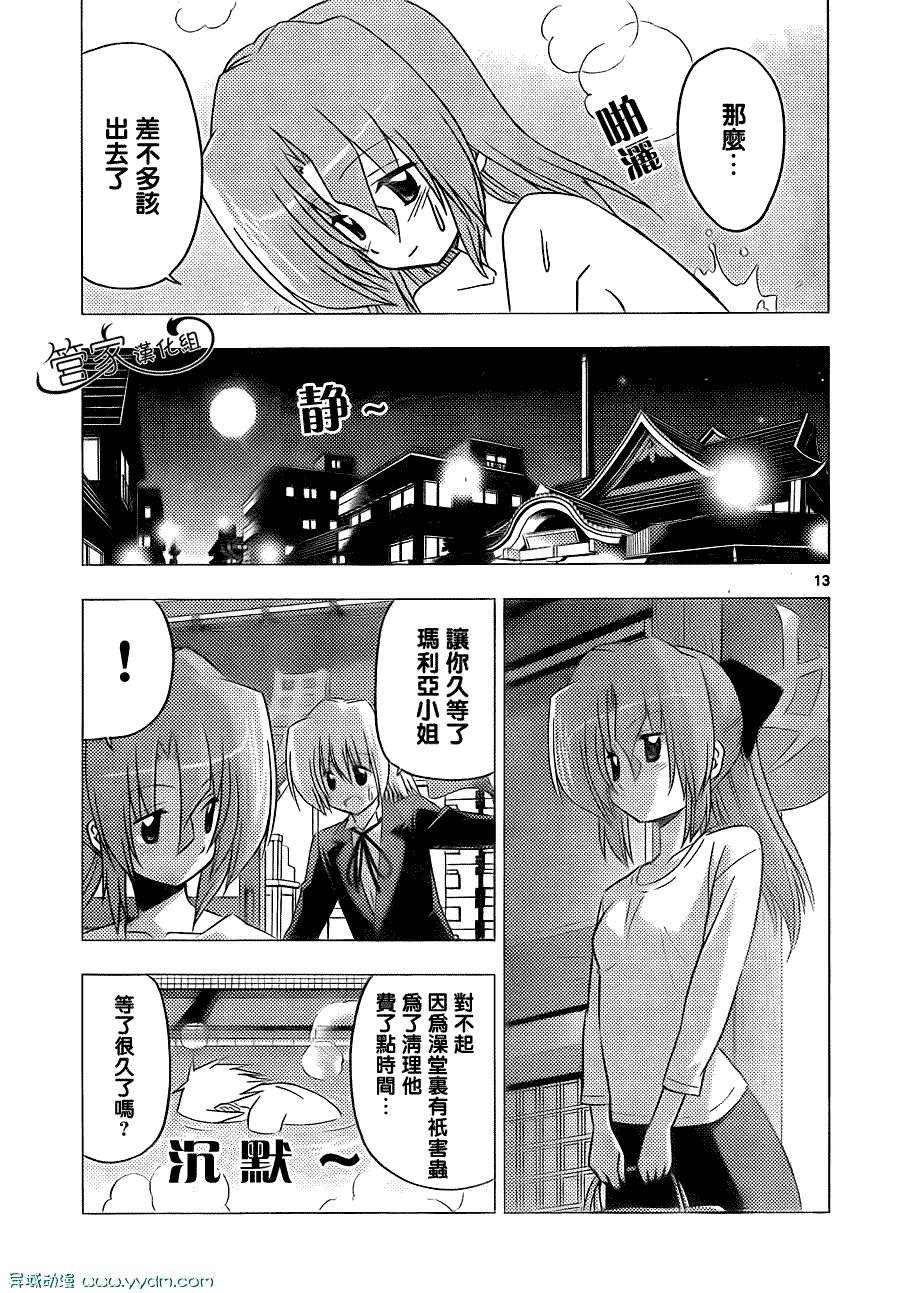 那麼…
啪灑
差不多該
出去了
管家漢化組
静~
13
讓你久等了
瑪利亞小姐
！
對不起
因爲澡堂裏有衹害蟲
爲了清理他
費了點時間…
等了很久了嗎?
沉默~
异域动漫 www.yydm.com